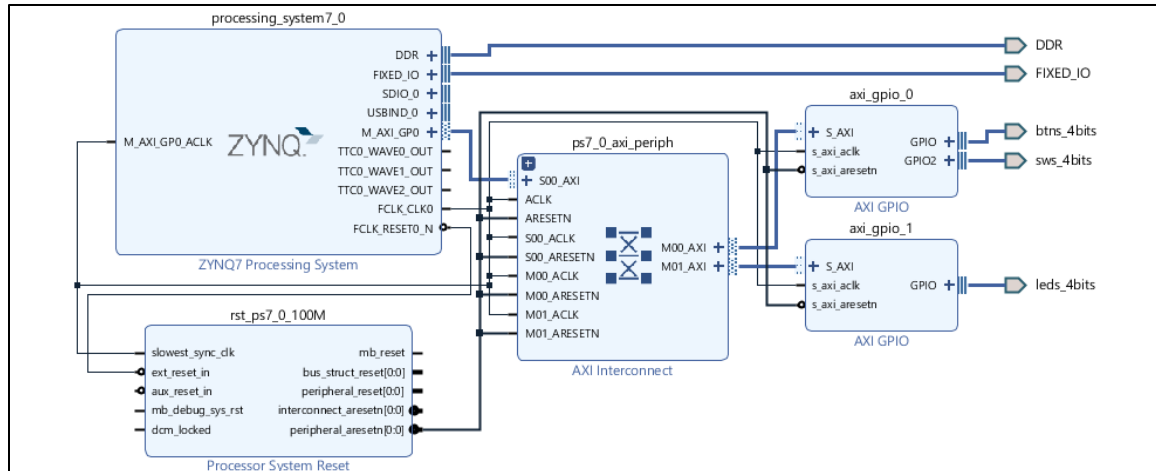 processing_system7_0
DDR
FIXED_IO
SDIO_0
USBIND_0
M_AXI_GP0
TTC0_WAVE0_OUT
TTC0_WAVE1_OUT
TTC0_WAVE2_OUT
FCLK_CLK0
FCLK_RESET0_N
M_AXI_GP0_ACLK
ZYNQ
ZYNQ7 Processing System
rst_ps7_0_100M
slowest_sync_clk
ext_reset_in
aux_reset_in
mb_debug_sys_rst
dcm_locked
mb_reset
bus_struct_reset[0:0]
peripheral_reset[0:0]
interconnect_aresetn[0:0]
peripheral_aresetn[0:0]
Processor System Reset
ps7_0_axi_periph
S00_AXI
ACLK
ARESETN
S00_ACLK
S00_ARESETN
M00_ACLK
M00_ARESETN
M01_ACLK
M01_ARESETN
M00_AXI
M01_AXI
AXI Interconnect
axi_gpio_0
S_AXI
s_axi_aclk
s_axi_aresetn
GPIO
GPIO2
AXI GPIO
axi_gpio_1
S_AXI
s_axi_aclk
s_axi_aresetn
GPIO
AXI GPIO
DDR
FIXED_IO
btns_4bits
sws_4bits
leds_4bits